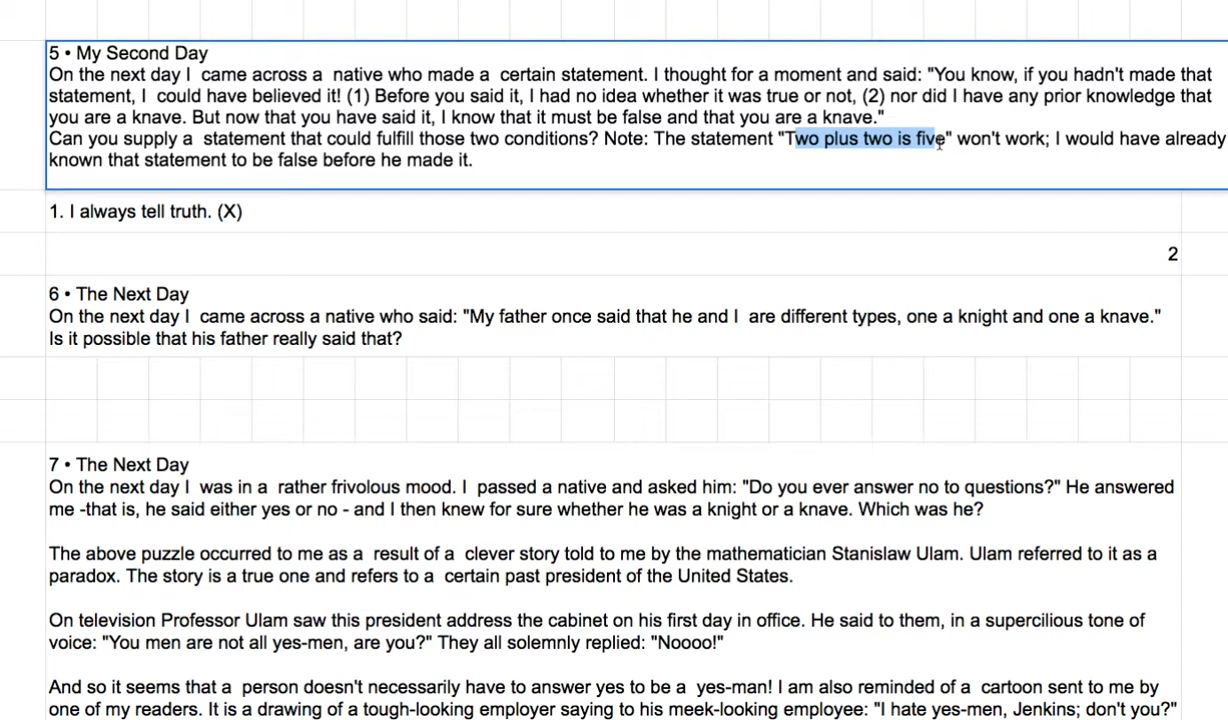 5 • My Second Day
On the next day I came across a native who made a certain statement. I thought for a moment and said: "You know, if you hadn't made that
statement, I could have believed it! (1) Before you said it, I had no idea whether it was true or not, (2) nor did I have any prior knowledge that
you are a knave. But now that you have said it, I know that it must be false and that you are a knave."
Can you supply a statement that could fulfill those two conditions? Note: The statement "Two plus two is five" won't work; I would have already
known that statement to be false before he made it.
1. I always tell truth. (X)
2
6 • The Next Day
On the next day I came across a native who said: "My father once said that he and I are different types, one a knight and one a knave."
Is it possible that his father really said that?
7 • The Next Day
On the next day I was in a rather frivolous mood. I passed a native and asked him: "Do you ever answer no to questions?" He answered
me -that is, he said either yes or no - and I then knew for sure whether he was a knight or a knave. Which was he?
The above puzzle occurred to me as a result of a clever story told to me by the mathematician Stanislaw Ulam. Ulam referred to it as a
paradox. The story is a true one and refers to a certain past president of the United States.
On television Professor Ulam saw this president address the cabinet on his first day in office. He said to them, in a supercilious tone of
voice: "You men are not all yes-men, are you?" They all solemnly replied: "Noooo!"
And so it seems that a person doesn't necessarily have to answer yes to be a yes-man! I am also reminded of a cartoon sent to me by
one of my readers. It is a drawing of a tough-looking employer saying to his meek-looking employee: "I hate yes-men, Jenkins; don't you?"